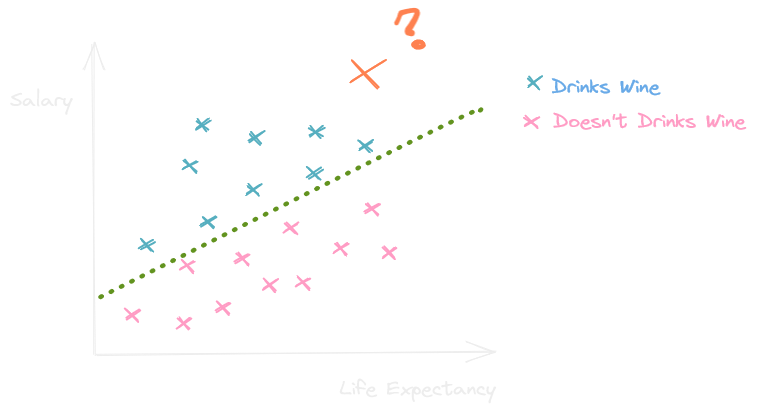 ?
Salary
Drinks Wine
Doesn't Drinks Wine
Life Expectancy